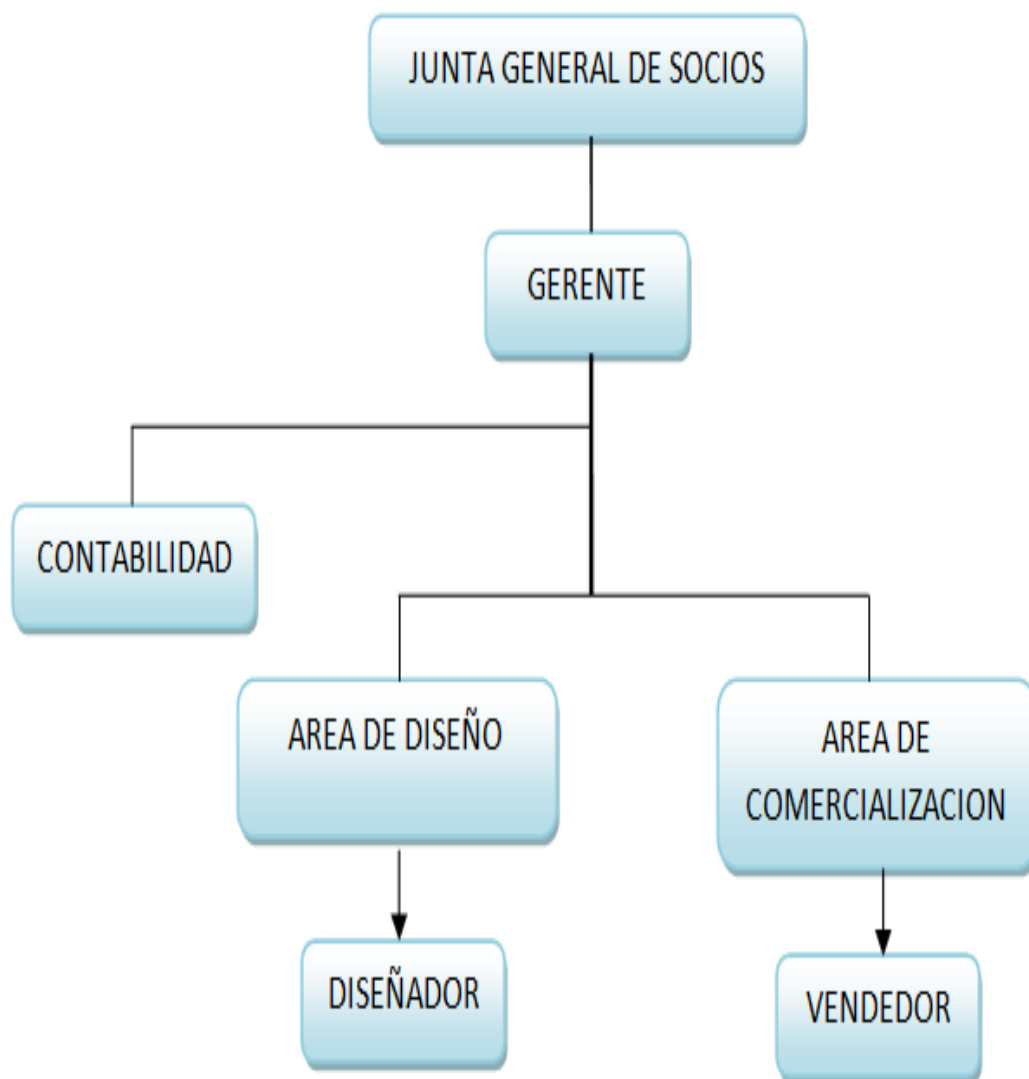 JUNTA GENERAL DE SOCIOS
GERENTE
CONTABILIDAD
AREA DE DISEÑO
AREA DE
COMERCIALIZACION
DISEÑADOR
VENDEDOR